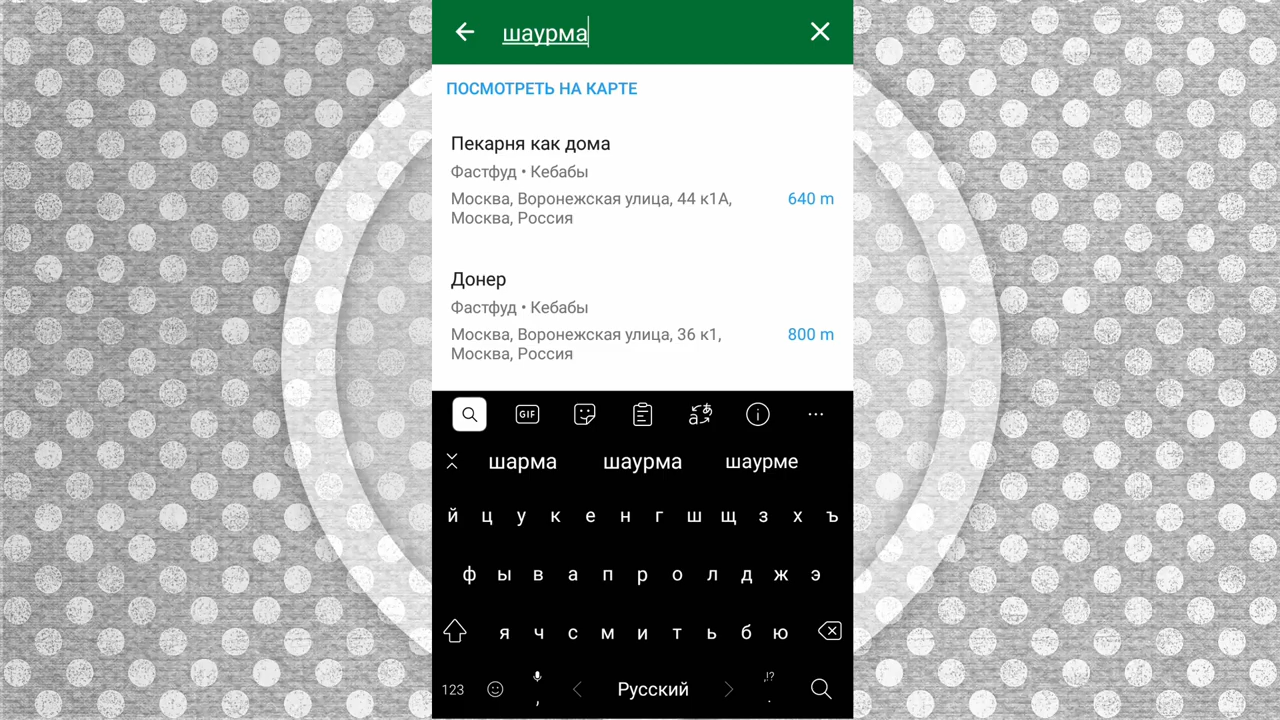 шаурма
ПОСМОТРЕТЬ НА КАРТЕ
Пекарня как дома
Фастфуд • Кебабы
Москва, Воронежская улица, 44 к1А, 640 m
Москва, Россия
Донер
Фастфуд • Кебабы
Москва, Воронежская улица, 36 к1, 800 m
Москва, Россия
GIF
шарма шаурма шаурме
й ц у к е н г ш щ з х ъ
ф ы в а п р о л д ж э
я ч с м и т ь б ю
123 , Русский ,!? .